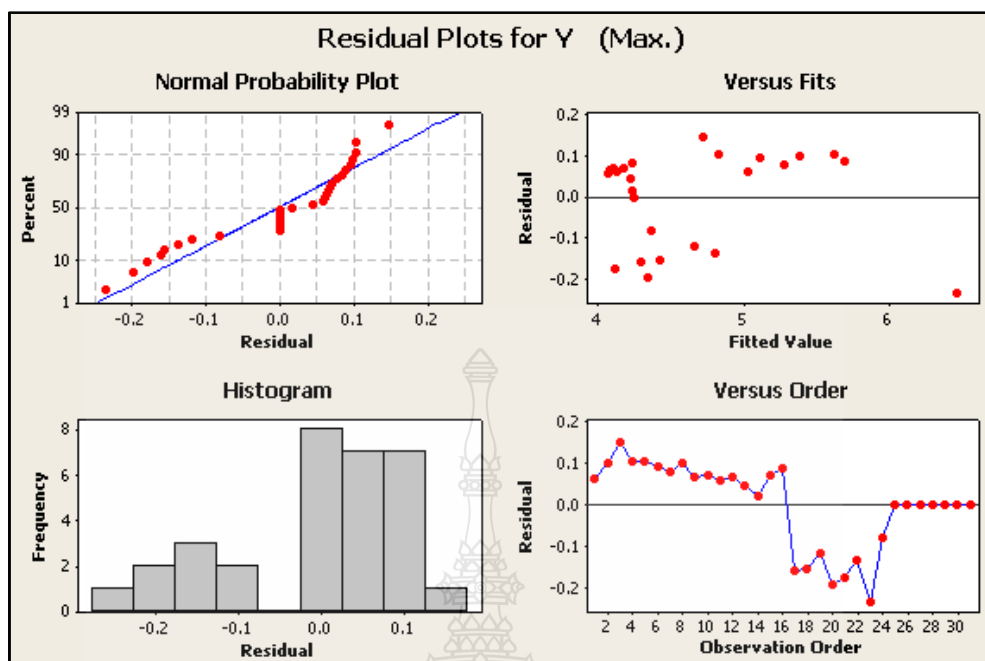 Residual Plots for Y (Max.)
Normal Probability Plot
Versus Fits
Percent
99
90
50
10
1
-0.2 -0.1 0.0 0.1 0.2
Residual
Residual
0.2
0.1
0.0
-0.1
-0.2
4 5 6
Fitted Value
Histogram
Versus Order
Frequency
8
6
4
2
0
-0.2 -0.1 0.0 0.1
Residual
Residual
0.2
0.1
0.0
-0.1
-0.2
2 4 6 8 10 12 14 16 18 20 22 24 26 28 30
Observation Order